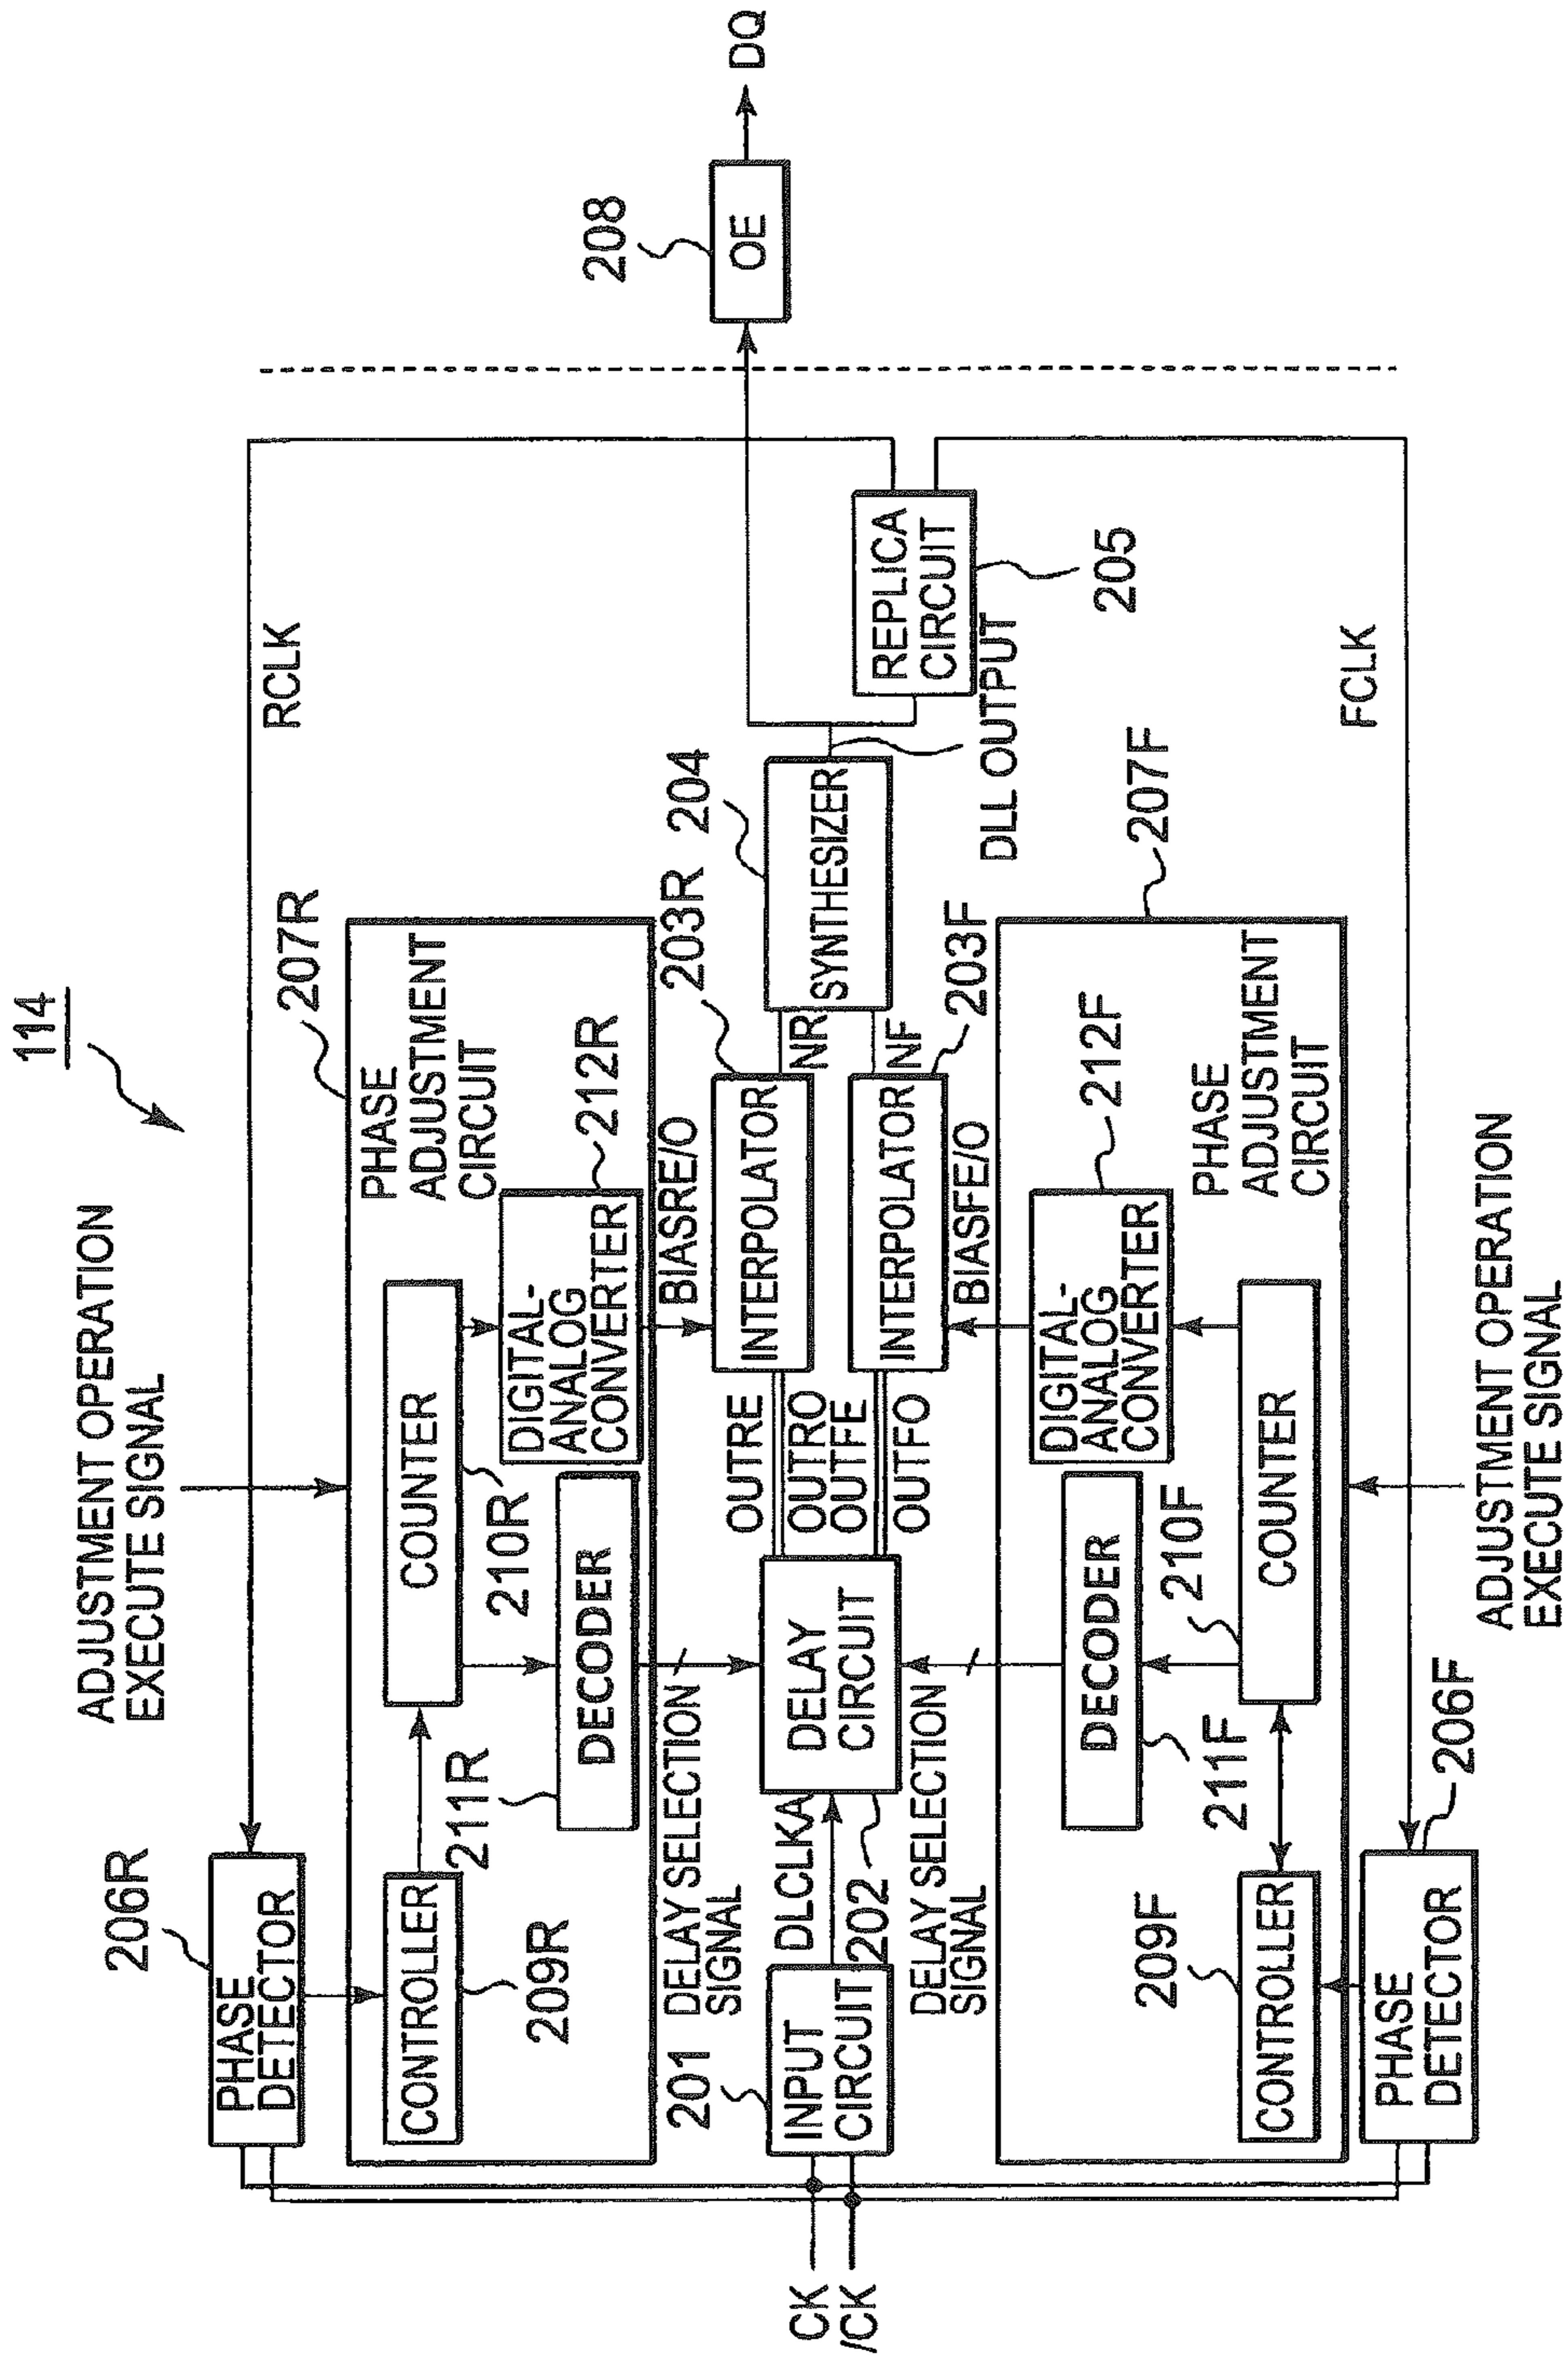 114
ADJUSTMENT OPERATION
EXECUTE SIGNAL
207R
RCLK
206R
PHASE
DETECTOR
PHASE
ADJUSTMENT
CIRCUIT
CONTROLLER
209R
COUNTER
210R
211R
DECODER
DIGITAL-
ANALOG
CONVERTER
212R
DELAY SELECTION
SIGNAL
BIASRE/O
203R
204
208
OE
DQ
201
INPUT
CIRCUIT
CK
/CK
DLCLKA
202
DELAY
CIRCUIT
OUTRE
OUTRO
OUTFE
OUTFO
INTERPOLATOR
NR
INTERPOLATOR
NF
SYNTHESIZER
REPLICA
CIRCUIT
205
DLL OUTPUT
203F
BIASFE/O
DELAY SELECTION
SIGNAL
207F
212F
DIGITAL-
ANALOG
CONVERTER
DECODER
211F
210F
COUNTER
209F
CONTROLLER
PHASE
ADJUSTMENT
CIRCUIT
FCLK
PHASE
DETECTOR
206F
ADJUSTMENT OPERATION
EXECUTE SIGNAL